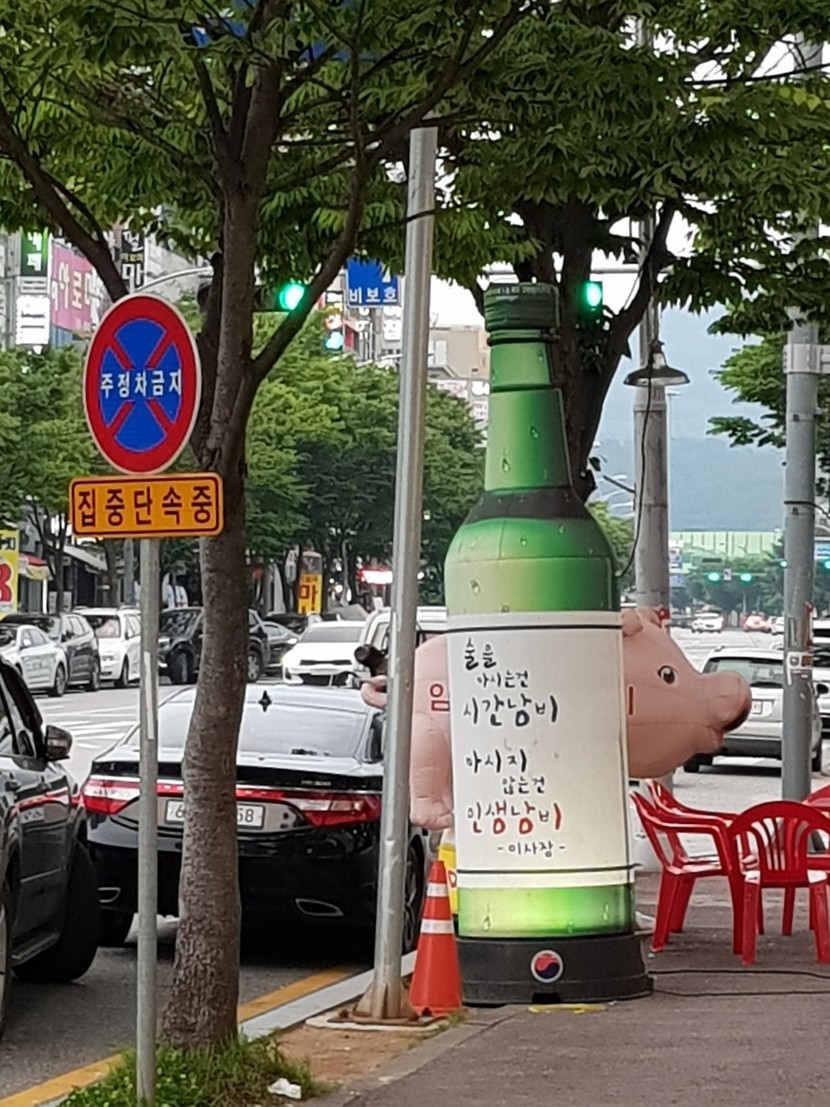 비보호
주정차금지
집중단속중
술을
마시는건
시간낭비
마시지
않는건
인생낭비
-이사장-
마